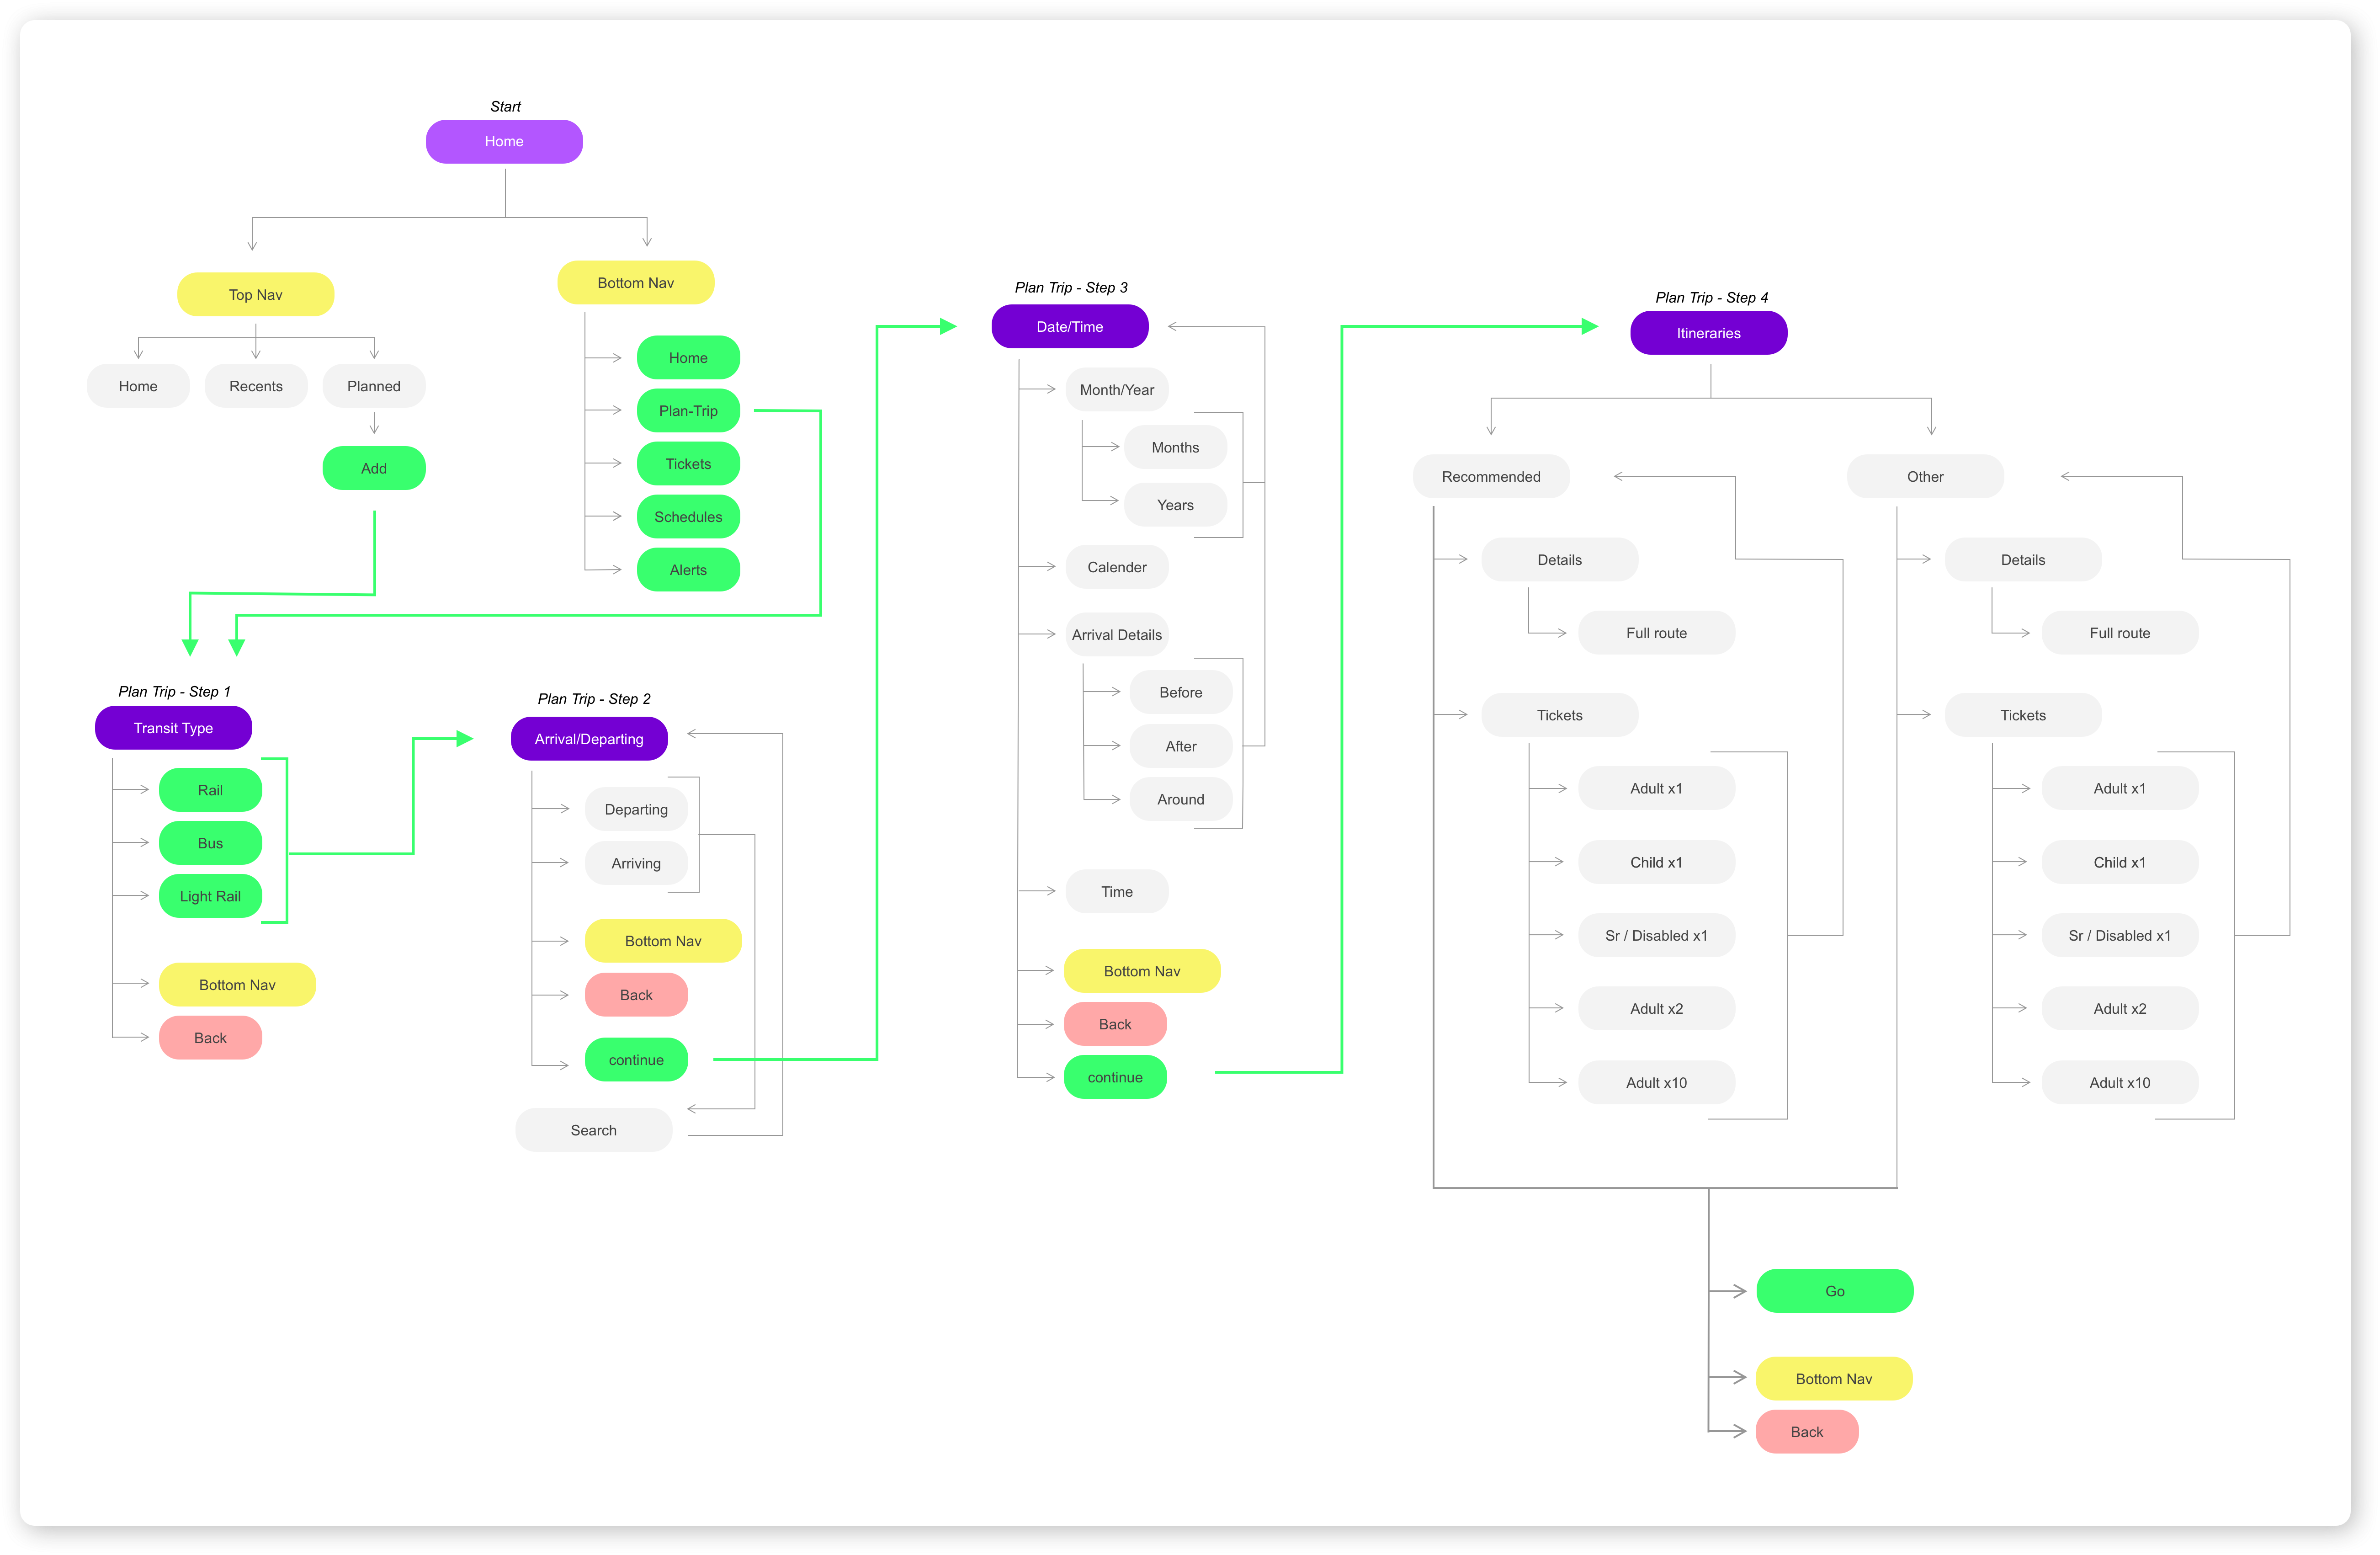 Start
Home
Top Nav
Home
Recents
Planned
Add
Bottom Nav
Home
Plan-Trip
Tickets
Schedules
Alerts
Plan Trip - Step 1
Transit Type
Rail
Bus
Light Rail
Bottom Nav
Back
Plan Trip - Step 2
Arrival/Departing
Departing
Arriving
Bottom Nav
Back
continue
Search
Plan Trip - Step 3
Date/Time
Month/Year
Months
Years
Calender
Arrival Details
Before
After
Around
Time
Bottom Nav
Back
continue
Plan Trip - Step 4
Itineraries
Recommended
Details
Full route
Tickets
Adult x1
Child x1
Sr / Disabled x1
Adult x2
Adult x10
Other
Details
Full route
Tickets
Adult x1
Child x1
Sr / Disabled x1
Adult x2
Adult x10
Go
Bottom Nav
Back